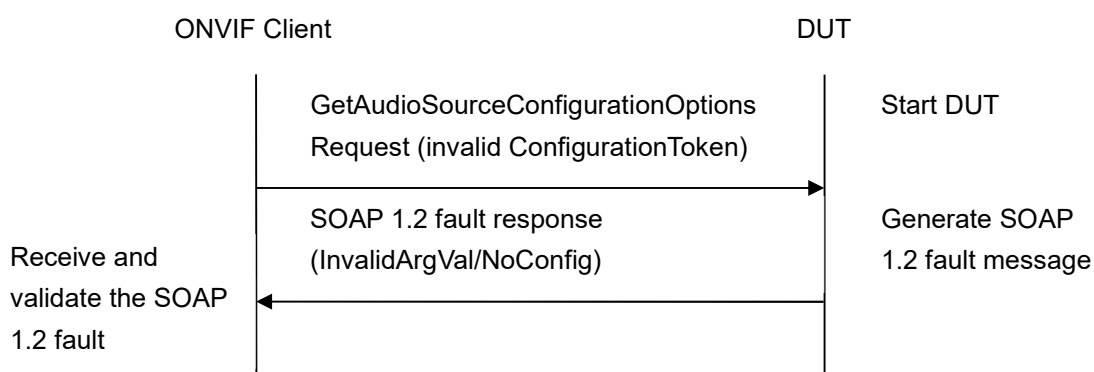 ONVIF Client
DUT
GetAudioSourceConfigurationOptions
Request (invalid ConfigurationToken)
Start DUT
SOAP 1.2 fault response
(InvalidArgVal/NoConfig)
Generate SOAP
1.2 fault message
Receive and
validate the SOAP
1.2 fault